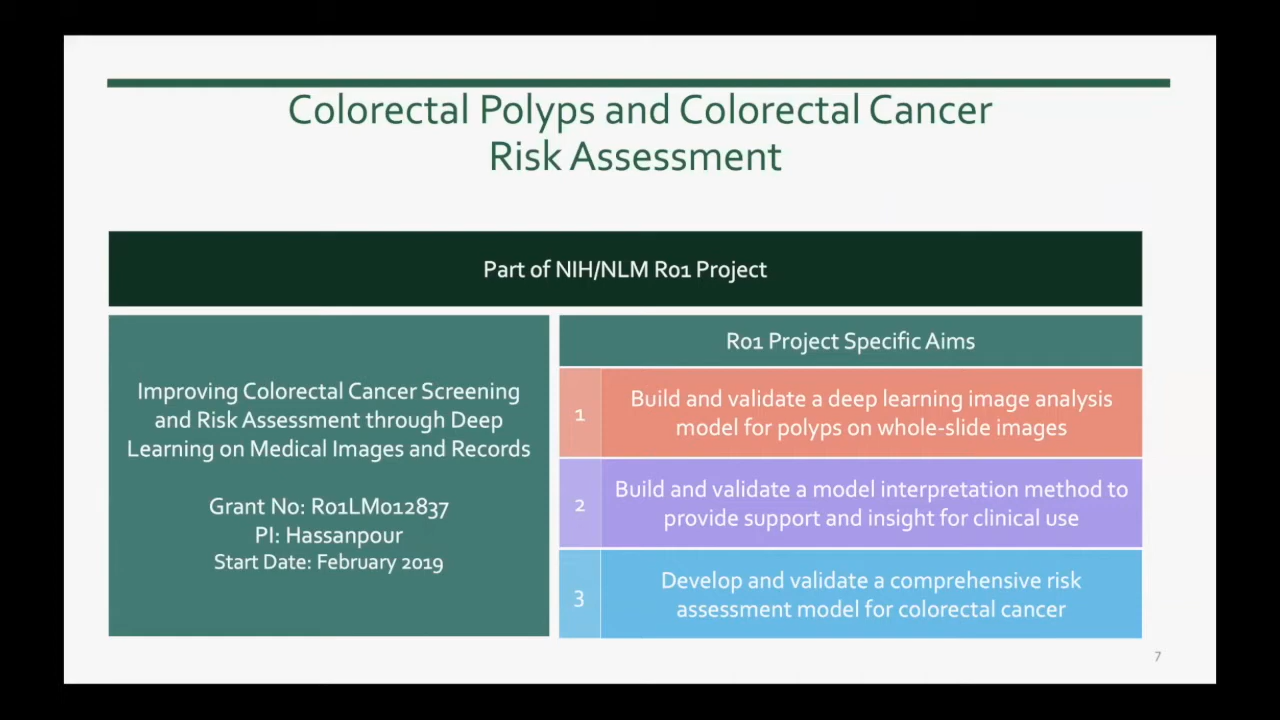 Colorectal Polyps and Colorectal Cancer
Risk Assessment
Part of NIH/NLM R01 Project
Improving Colorectal Cancer Screening
and Risk Assessment through Deep
Learning on Medical Images and Records
Grant No: R01LM012837
PI: Hassanpour
Start Date: February 2019
R01 Project Specific Aims
1
Build and validate a deep learning image analysis
model for polyps on whole-slide images
2
Build and validate a model interpretation method to
provide support and insight for clinical use
3
Develop and validate a comprehensive risk
assessment model for colorectal cancer
7